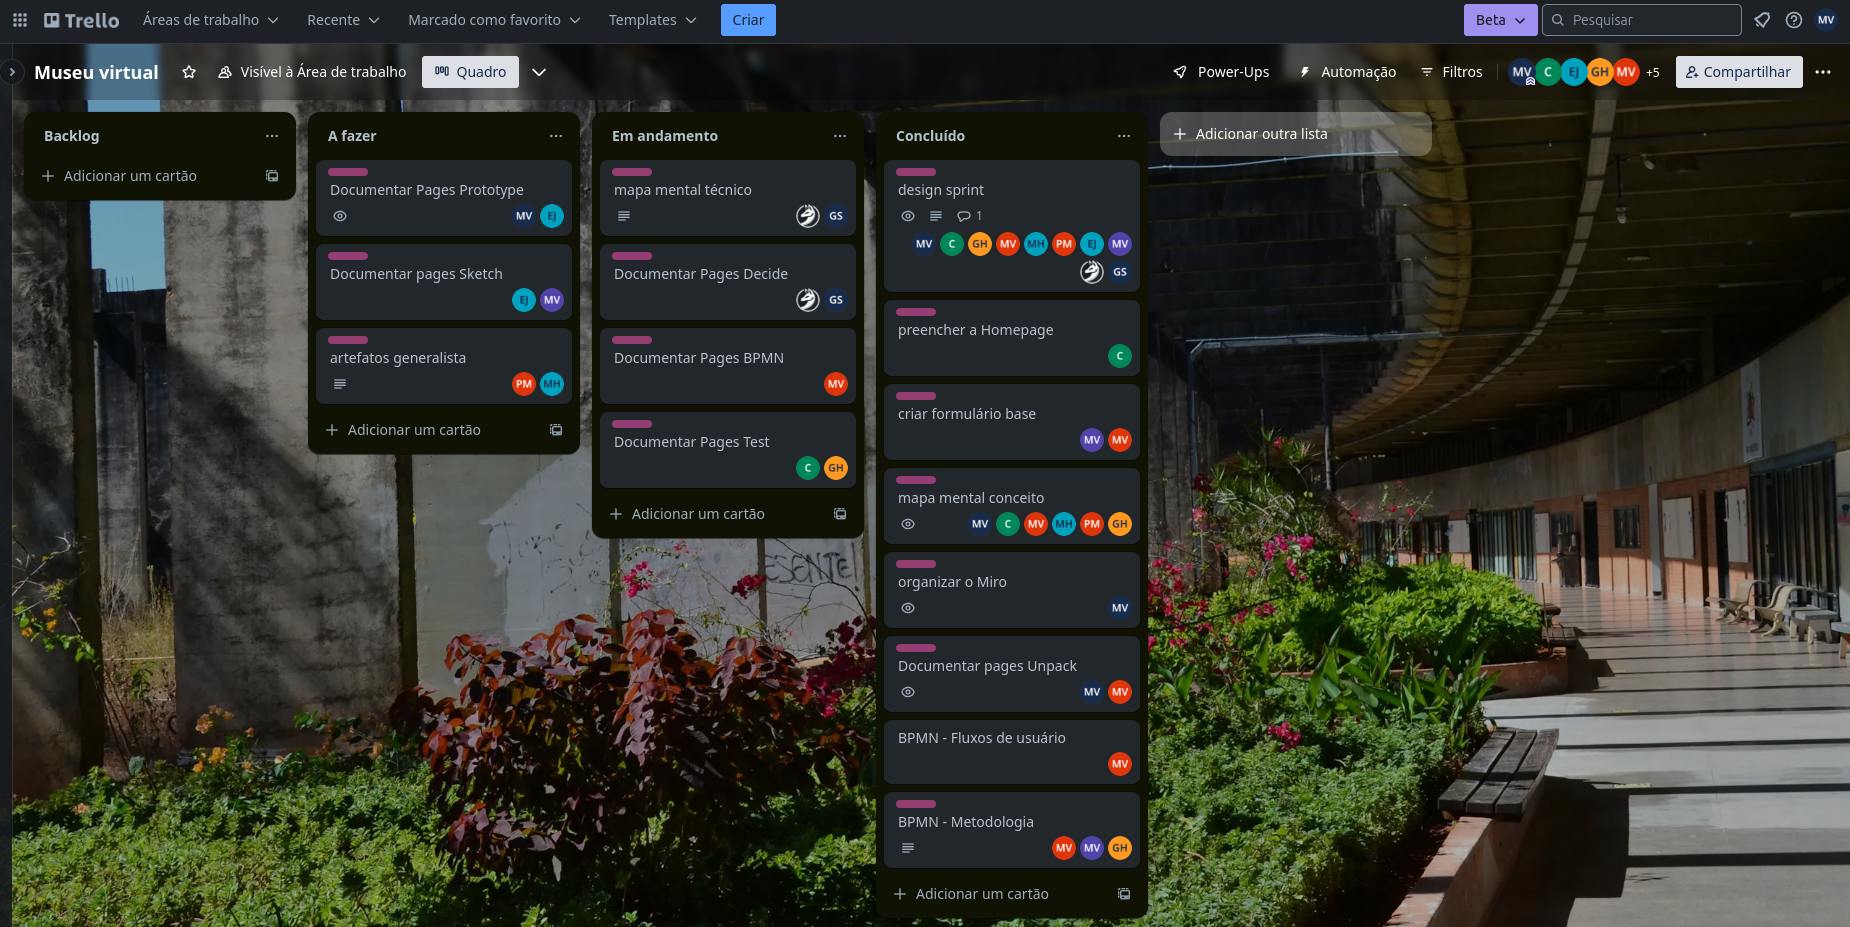 Trello
Áreas de trabalho
Recente
Marcado como favorito
Templates
Criar
Beta
Pesquisar
MV
Museu virtual
Visível à Área de trabalho
Quadro
Power-Ups
Automação
Filtros
MV C EJ GH MV +5
Compartilhar
Backlog
Adicionar um cartão
A fazer
Documentar Pages Prototype
MV EJ
Documentar pages Sketch
EJ MV
artefatos generalista
PM MH
Adicionar um cartão
Em andamento
mapa mental técnico
GS
Documentar Pages Decide
GS
Documentar Pages BPMN
MV
Documentar Pages Test
C GH
Adicionar um cartão
Concluído
design sprint
1
MV C GH MV MH PM EJ MV
GS
preencher a Homepage
C
criar formulário base
MV MV
mapa mental conceito
MV C MV MH PM GH
organizar o Miro
MV
Documentar pages Unpack
MV MV
BPMN - Fluxos de usuário
MV
BPMN - Metodologia
MV MV GH
Adicionar um cartão
Adicionar outra lista
ESENTE